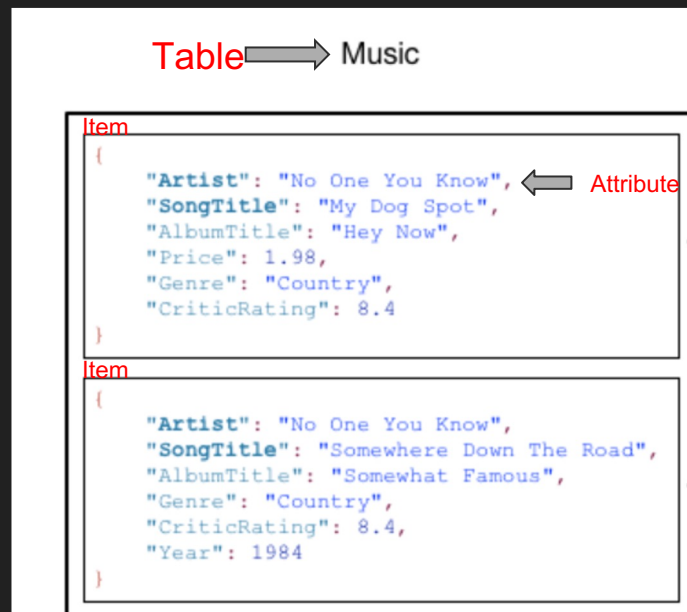 Table Music
Item
{
"Artist": "No One You Know", Attribute
"SongTitle": "My Dog Spot",
"AlbumTitle": "Hey Now",
"Price": 1.98,
"Genre": "Country",
"CriticRating": 8.4
}
Item
{
"Artist": "No One You Know",
"SongTitle": "Somewhere Down The Road",
"AlbumTitle": "Somewhat Famous",
"Genre": "Country",
"CriticRating": 8.4,
"Year": 1984
}